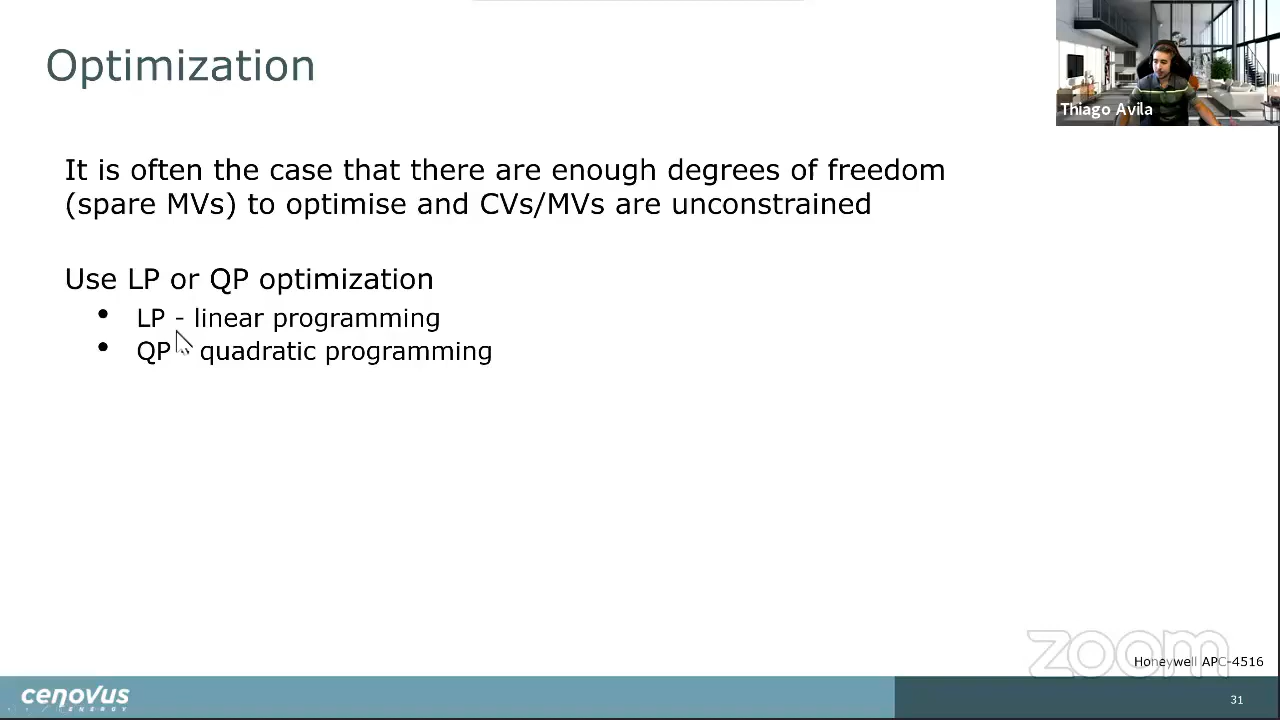 Optimization
Thiago Avila
It is often the case that there are enough degrees of freedom
(spare MVs) to optimise and CVs/MVs are unconstrained
Use LP or QP optimization
• LP - linear programming
• QP - quadratic programming
zoom
Honeywell APC-4516
cenovus
ENERGY
31